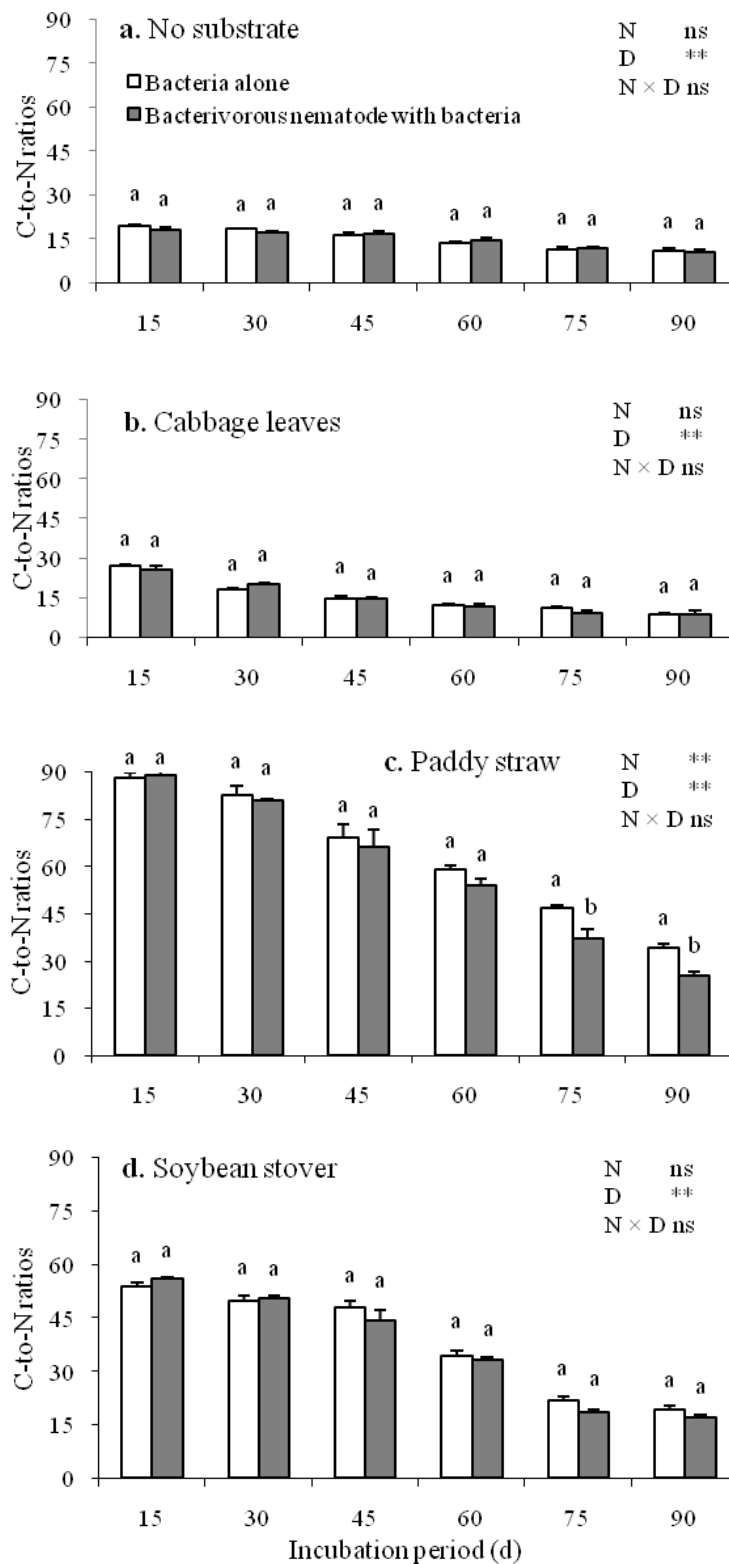 90
75
60
45
30
15
0
C-to-N ratios
a. No substrate
N ns
D **
N × D ns
Bacteria alone
Bacterivorous nematode with bacteria
a a a a a a a a a a a a
15 30 45 60 75 90
90
75
60
45
30
15
0
C-to-N ratios
b. Cabbage leaves
N ns
D **
N × D ns
a a a a a a a a a a a a
15 30 45 60 75 90
90
75
60
45
30
15
0
C-to-N ratios
c. Paddy straw
N **
D **
N × D ns
a a a a a a a a a b a b
15 30 45 60 75 90
90
75
60
45
30
15
0
C-to-N ratios
d. Soybean stover
N ns
D **
N × D ns
a a a a a a a a a a a a
15 30 45 60 75 90
Incubation period (d)